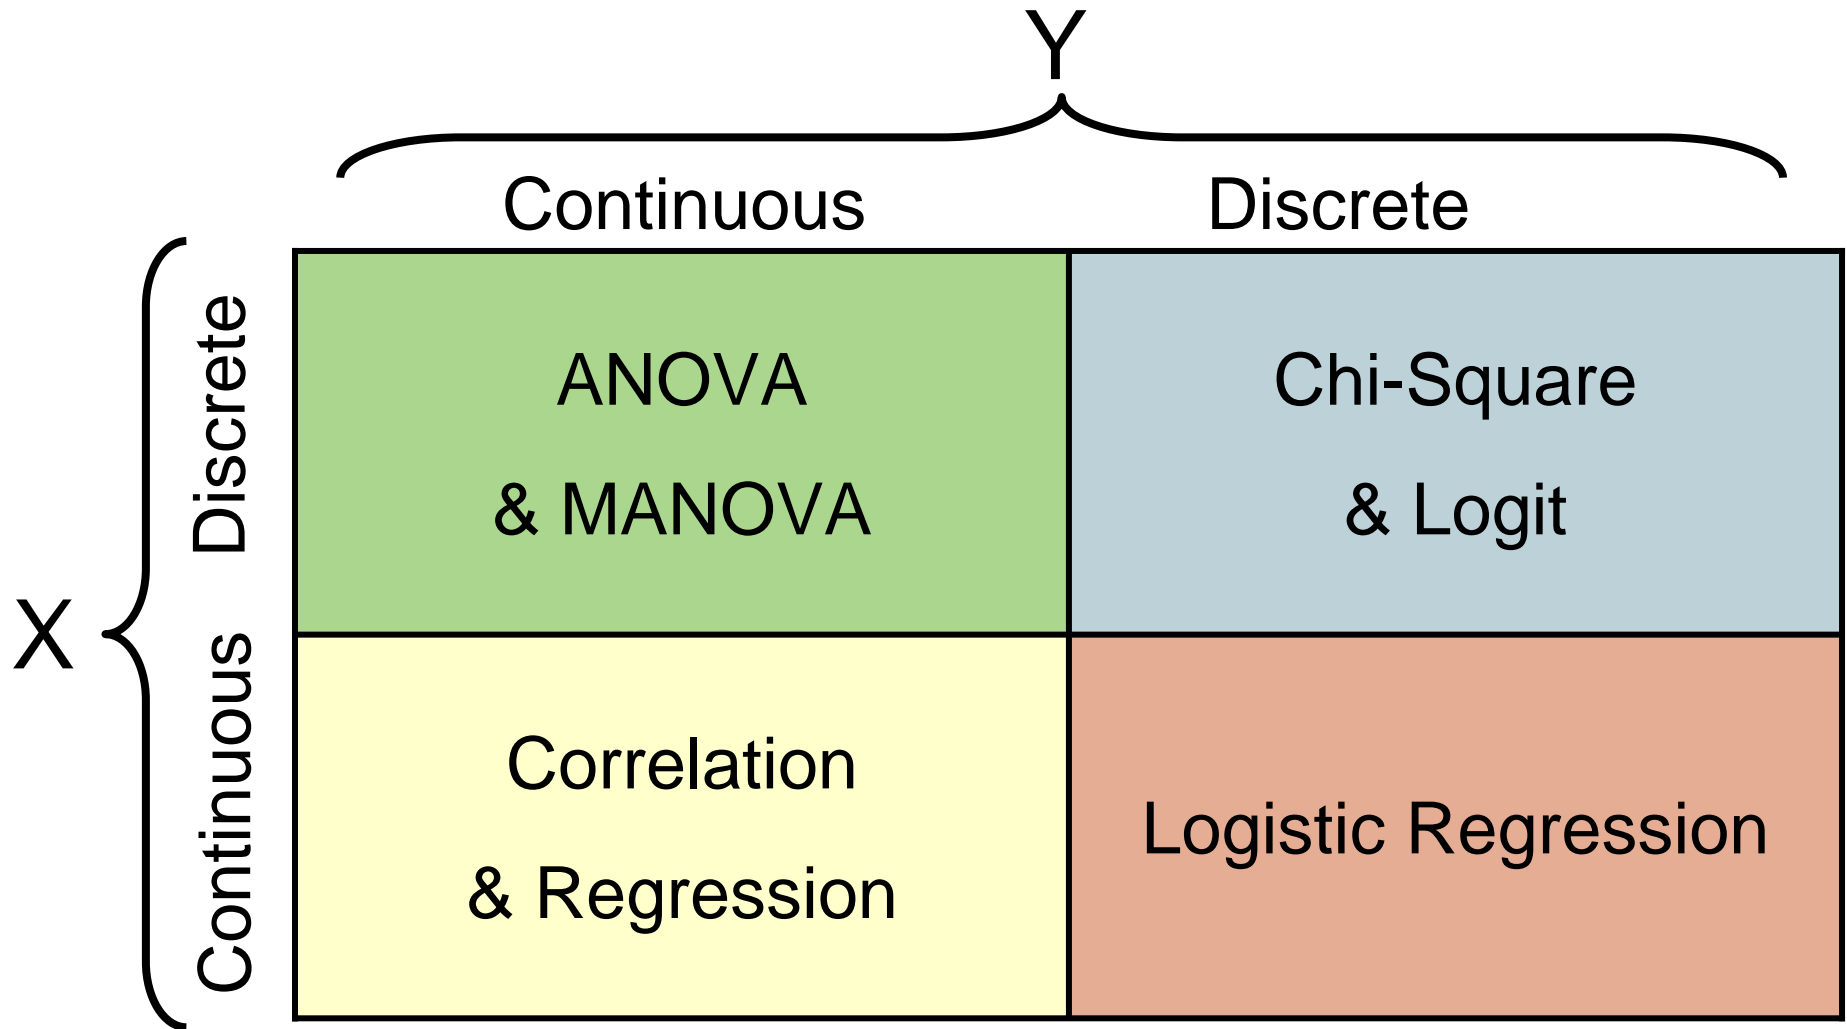 Y
Continuous
Discrete
X
Discrete
Continuous
ANOVA
& MANOVA
Chi-Square
& Logit
Correlation
& Regression
Logistic Regression